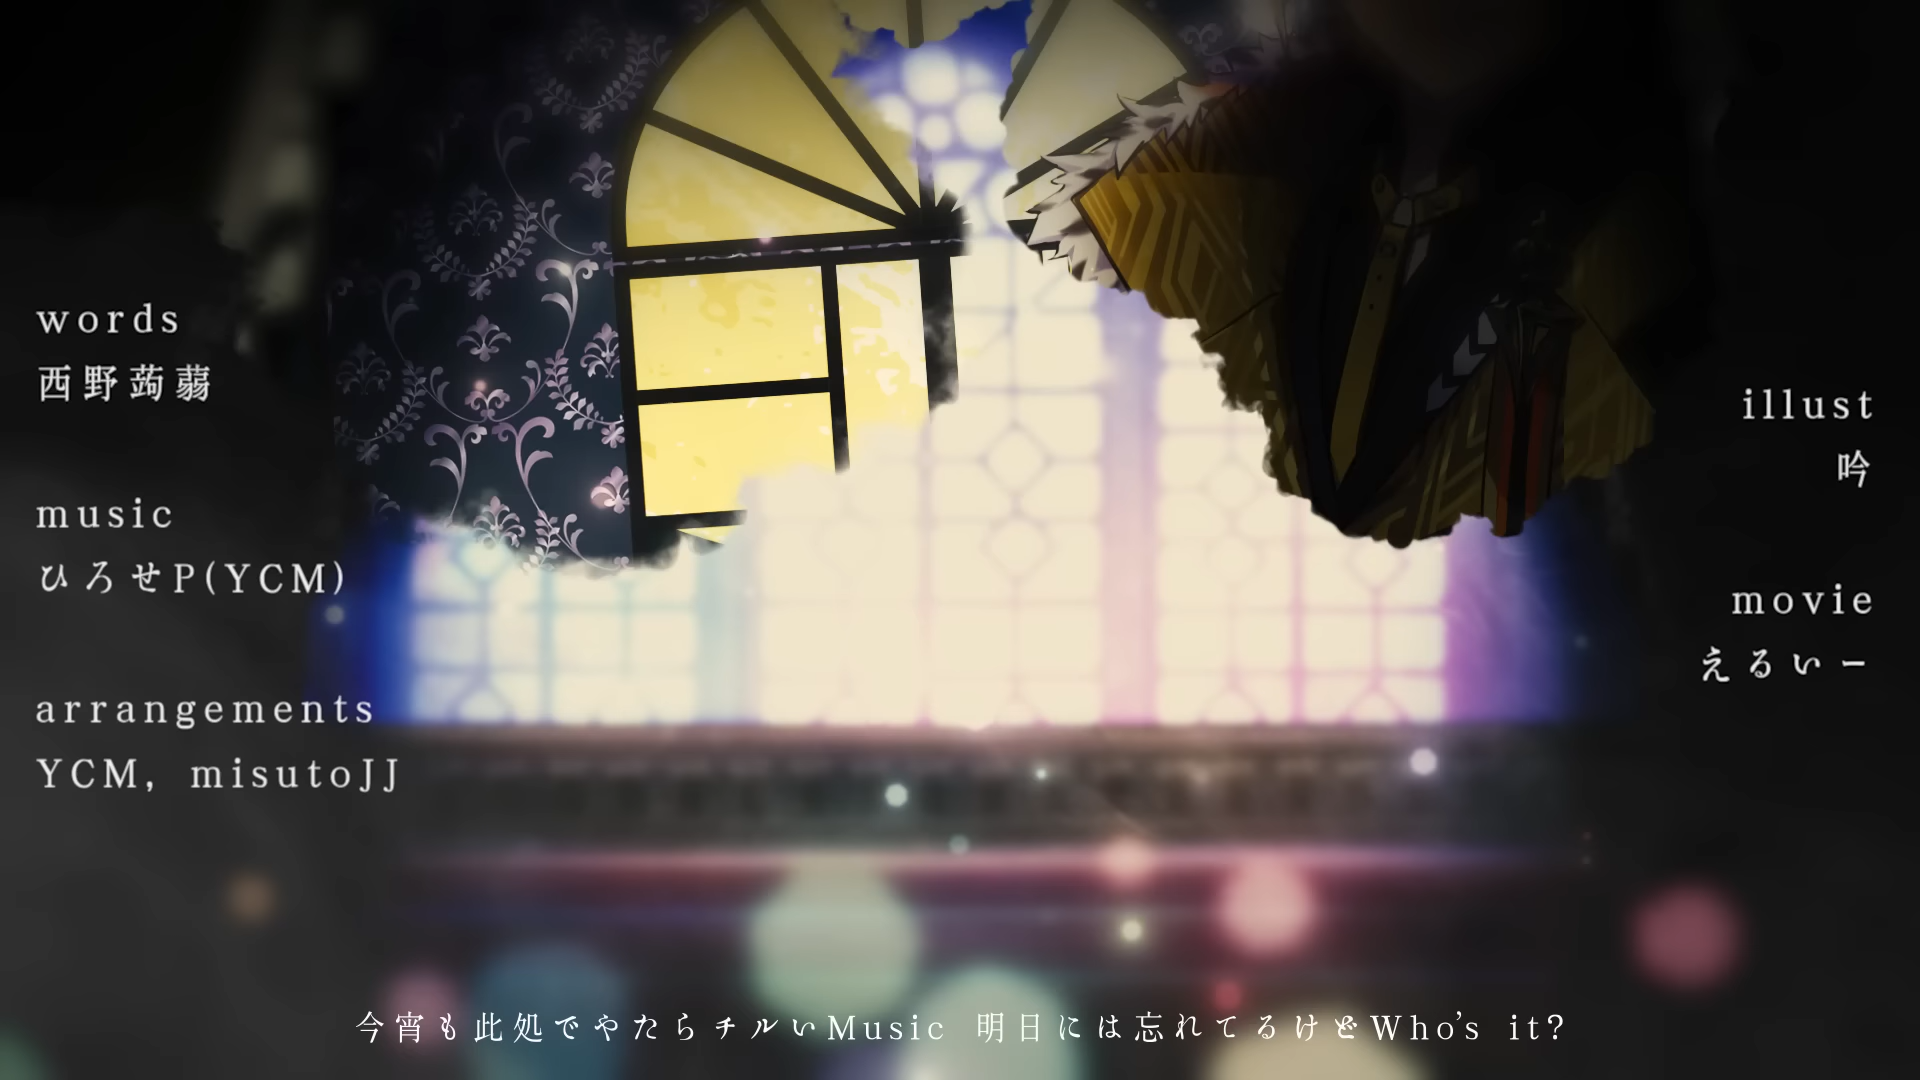 words
西野蒟蒻
music
ひろせP(YCM)
arrangements
YCM, misutoJJ
illust
吟
movie
えるいー
今宵も此処でやたらチルいMusic 明日には忘れてるけどWho's it?